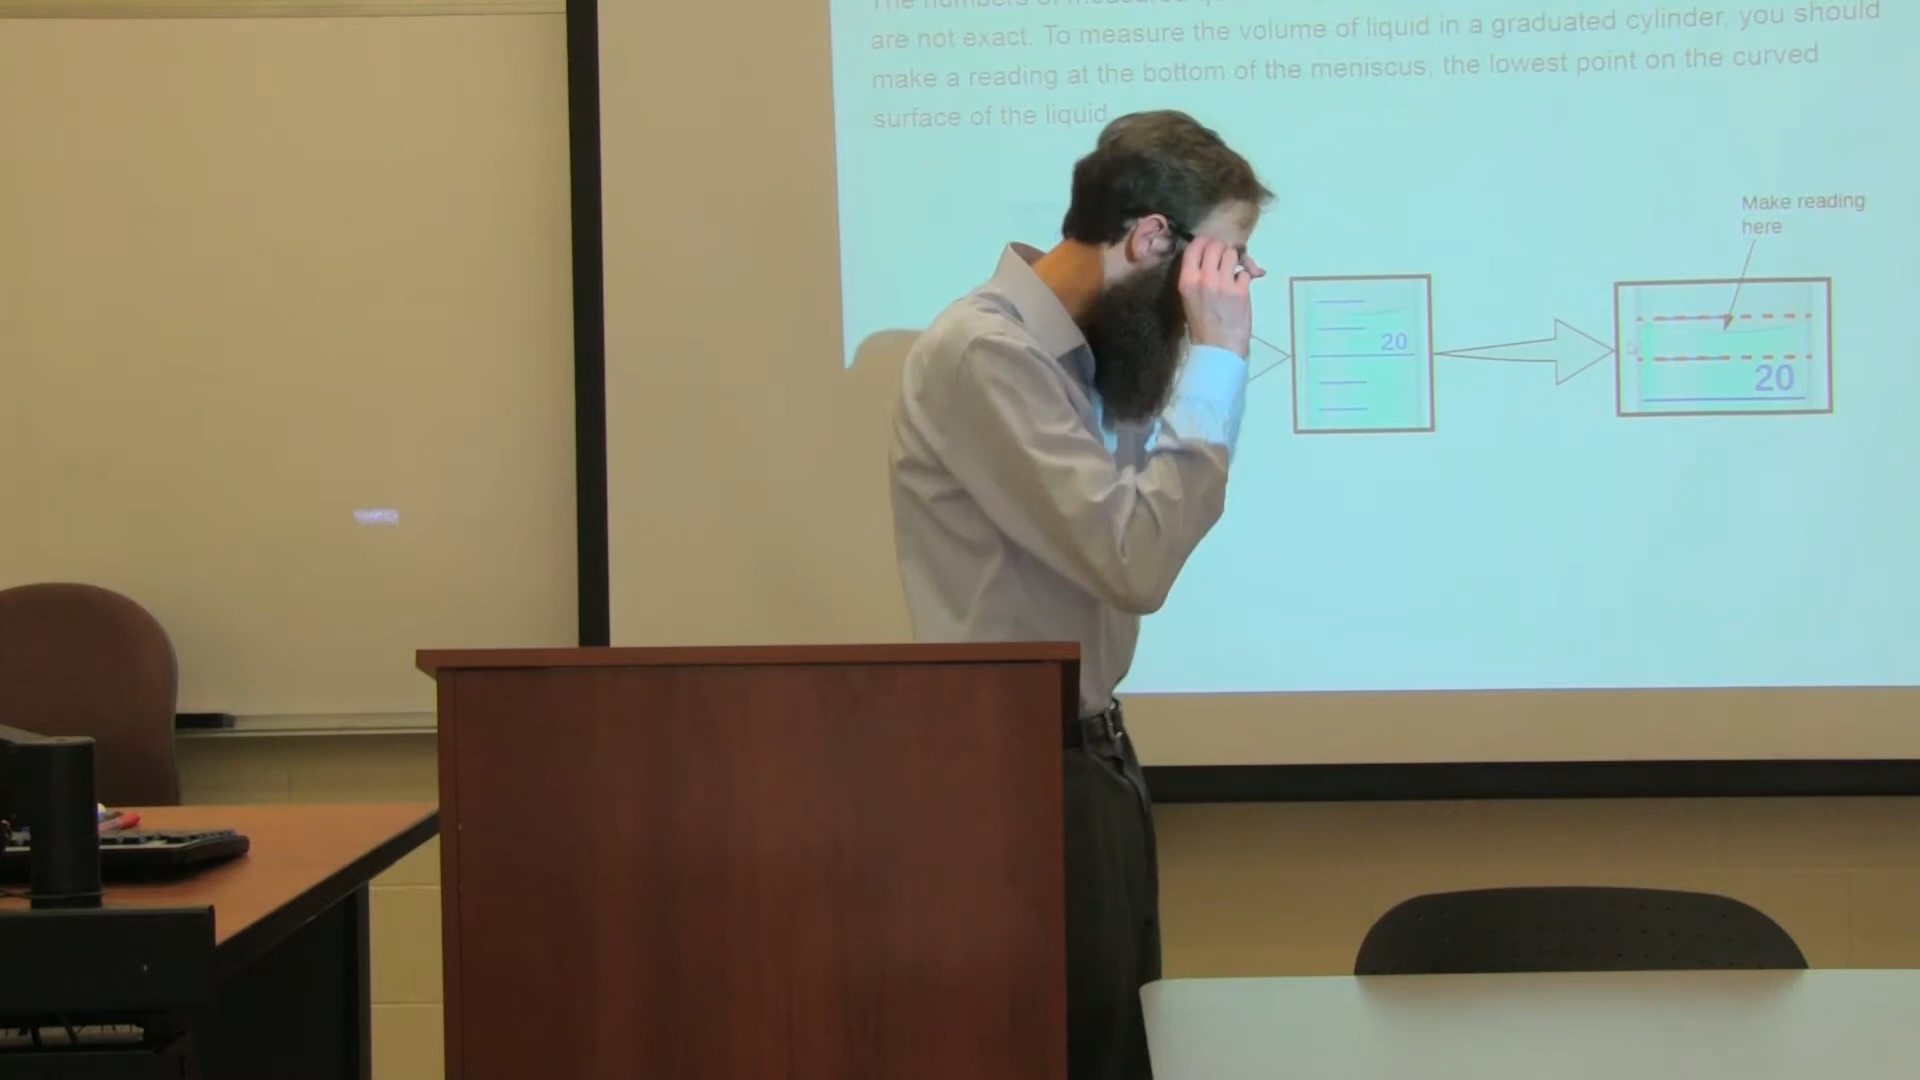 are not exact. To measure the volume of liquid in a graduated cylinder, you should
make a reading at the bottom of the meniscus, the lowest point on the curved
surface of the liquid
Make reading
here
20
20